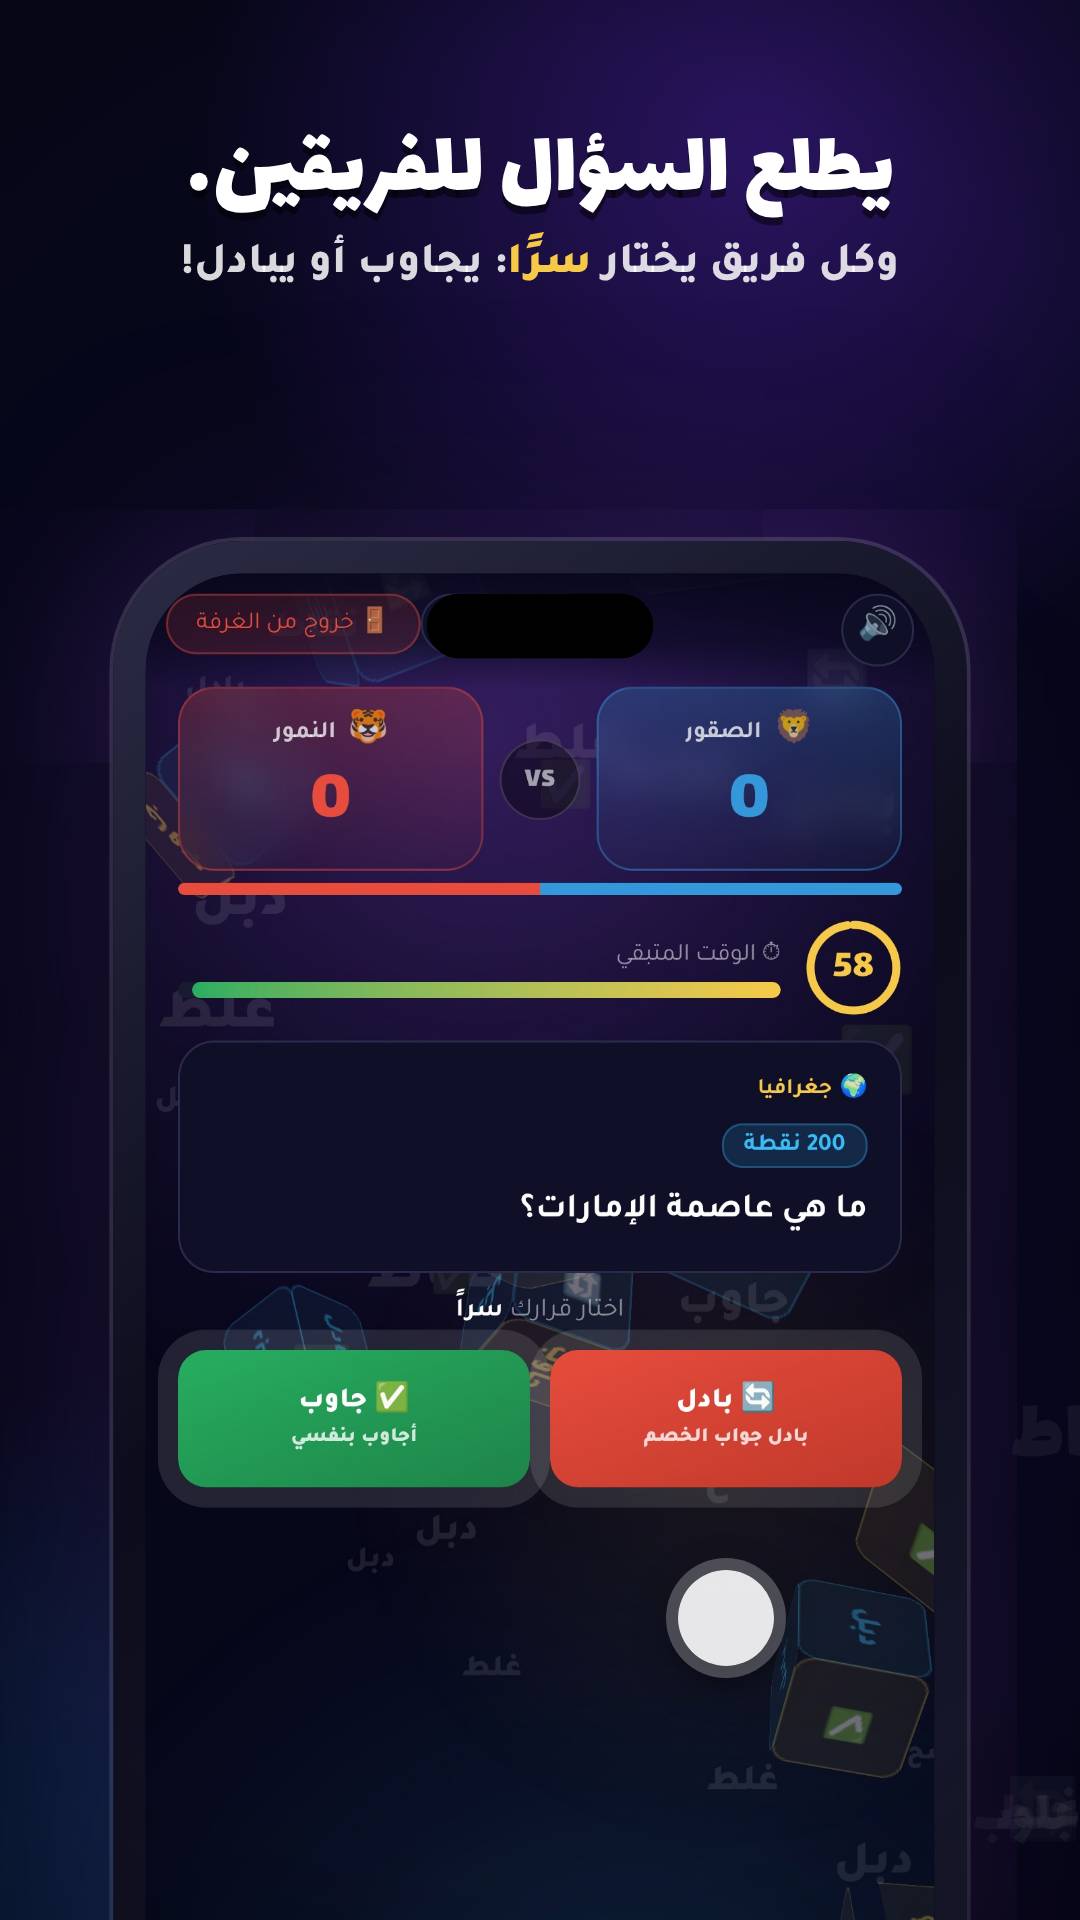 يطلع السؤال للفريقين.
وكل فريق يختار سرًّا: يجاوب أو يبادل!
خروج من الغرفة
الصقور
0
VS
النمور
0
الوقت المتبقي
58
جغرافيا
200 نقطة
ما هي عاصمة الإمارات؟
اختار قرارك سراً
بادل
بادل جواب الخصم
جاوب
أجاوب بنفسي
دبل
غلط
جاوب
دبل
دبل
غلط
دبل
غلط
دبل